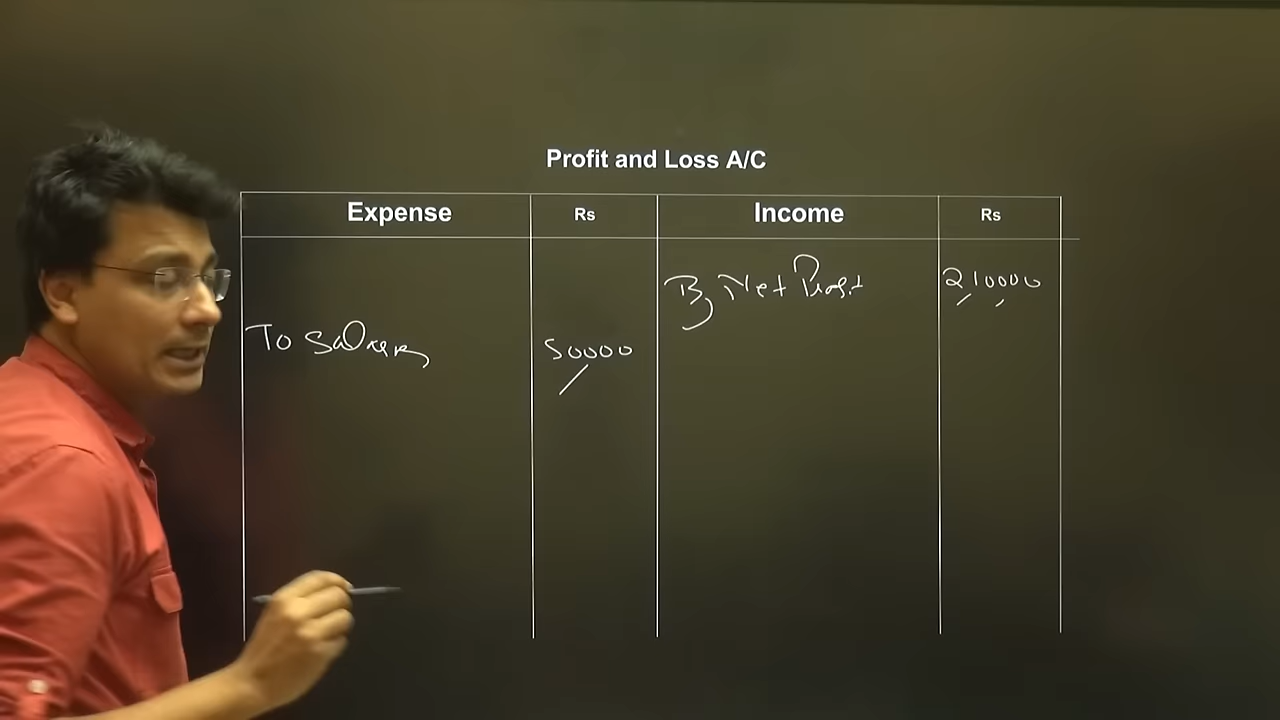 Profit and Loss A/C
Expense Rs Income Rs
By Net Profit 210000
To Salary 50000